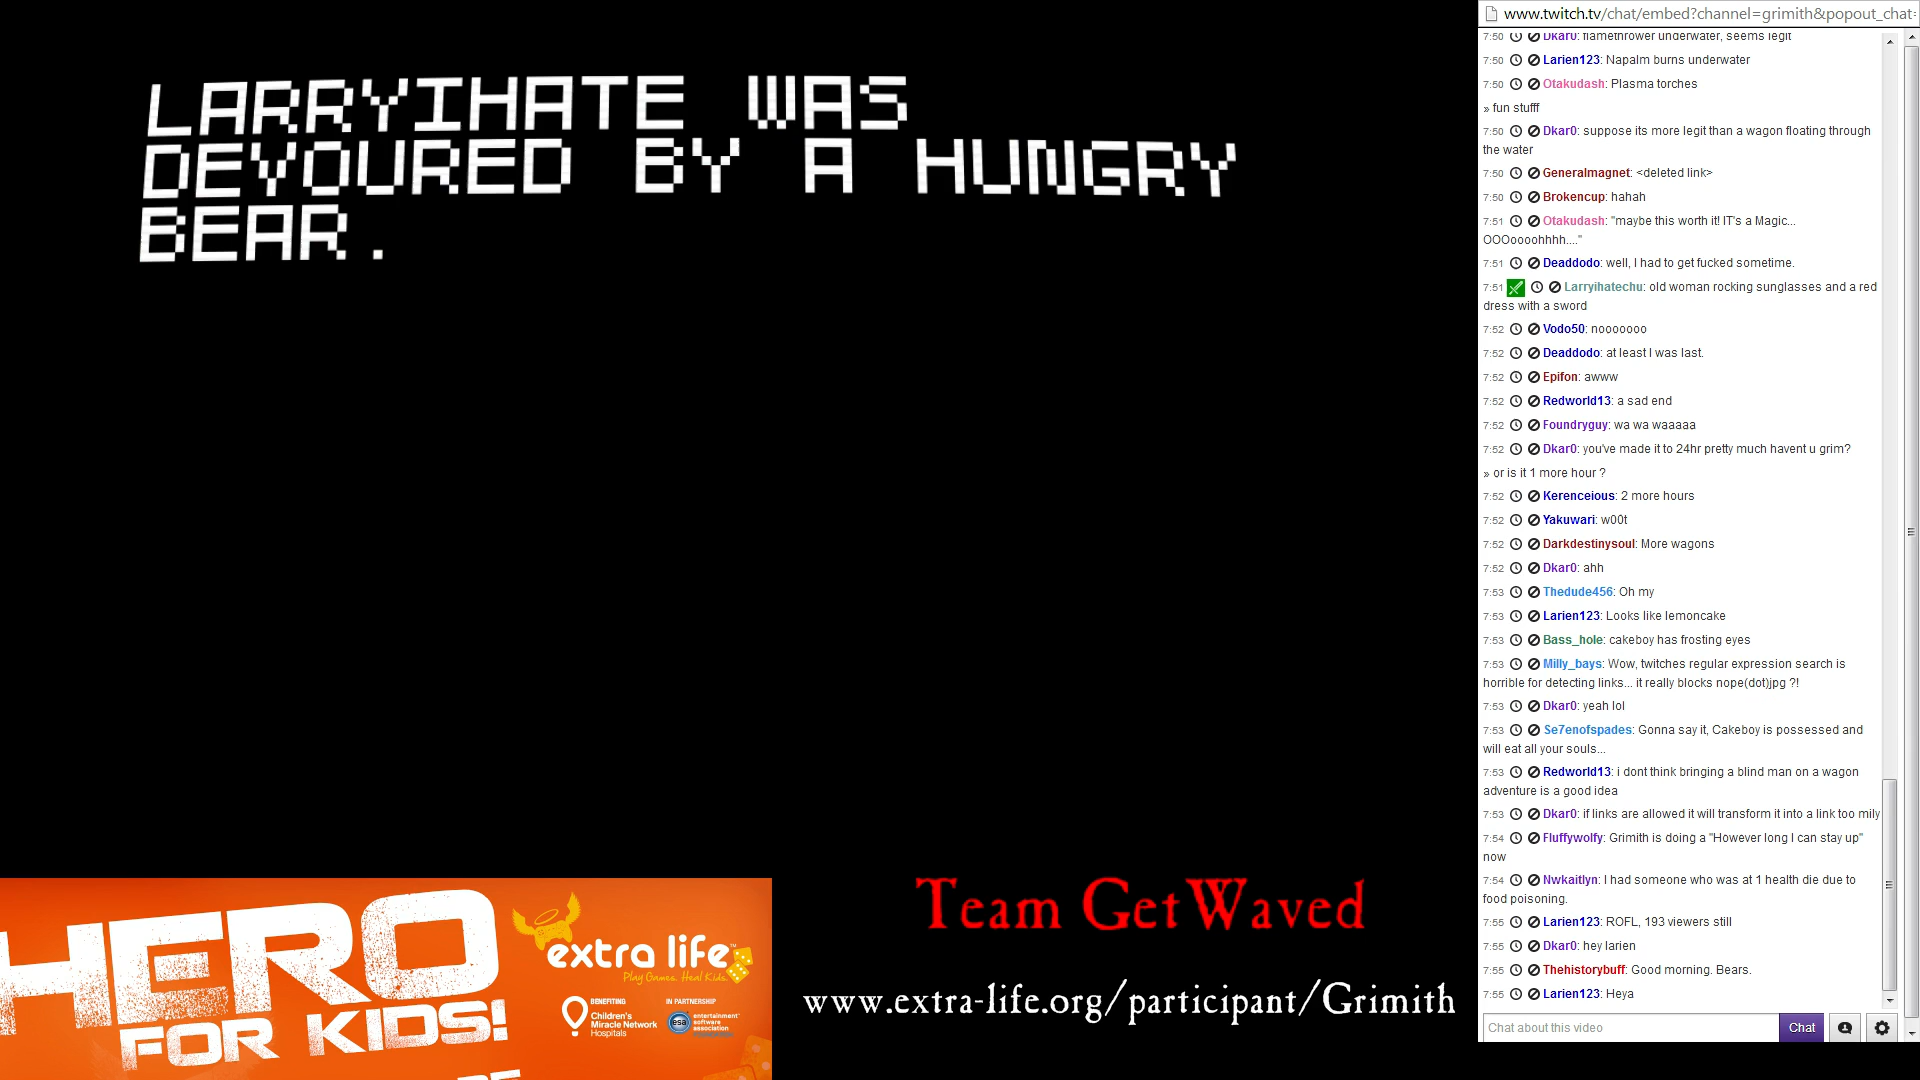 LARRYIHATE WAS
DEVOURED BY A HUNGRY
BEAR.
HERO
FOR KIDS!
extra life™
Play Games. Heal Kids.
BENEFITING
Children's
Miracle Network
Hospitals
IN PARTNERSHIP
esa
entertainment
software
association
Team GetWaved
www.extra-life.org/participant/Grimith
www.twitch.tv/chat/embed?channel=grimith&popout_chat=
7:50 Dkar0: flamethrower underwater, seems legit
7:50 Larien123: Napalm burns underwater
7:50 Otakudash: Plasma torches
» fun stufff
7:50 Dkar0: suppose its more legit than a wagon floating through
the water
7:50 Generalmagnet: <deleted link>
7:50 Brokencup: hahah
7:51 Otakudash: "maybe this worth it! IT's a Magic...
OOOoooohhhh...."
7:51 Deaddodo: well, I had to get fucked sometime.
7:51 Larryihatechu: old woman rocking sunglasses and a red
dress with a sword
7:52 Vodo50: nooooooo
7:52 Deaddodo: at least I was last.
7:52 Epifon: awww
7:52 Redworld13: a sad end
7:52 Foundryguy: wa wa waaaaa
7:52 Dkar0: you've made it to 24hr pretty much havent u grim?
» or is it 1 more hour ?
7:52 Kerenceious: 2 more hours
7:52 Yakuwari: w00t
7:52 Darkdestinysoul: More wagons
7:52 Dkar0: ahh
7:53 Thedude456: Oh my
7:53 Larien123: Looks like lemoncake
7:53 Bass_hole: cakeboy has frosting eyes
7:53 Milly_bays: Wow, twitches regular expression search is
horrible for detecting links... it really blocks nope(dot)jpg ?!
7:53 Dkar0: yeah lol
7:53 Se7enofspades: Gonna say it, Cakeboy is possessed and
will eat all your souls...
7:53 Redworld13: i dont think bringing a blind man on a wagon
adventure is a good idea
7:53 Dkar0: if links are allowed it will transform it into a link too mily
7:54 Fluffywolfy: Grimith is doing a "However long I can stay up"
now
7:54 Nwkaitlyn: I had someone who was at 1 health die due to
food poisoning.
7:55 Larien123: ROFL, 193 viewers still
7:55 Dkar0: hey larien
7:55 Thehistorybuff: Good morning. Bears.
7:55 Larien123: Heya
Chat about this video
Chat